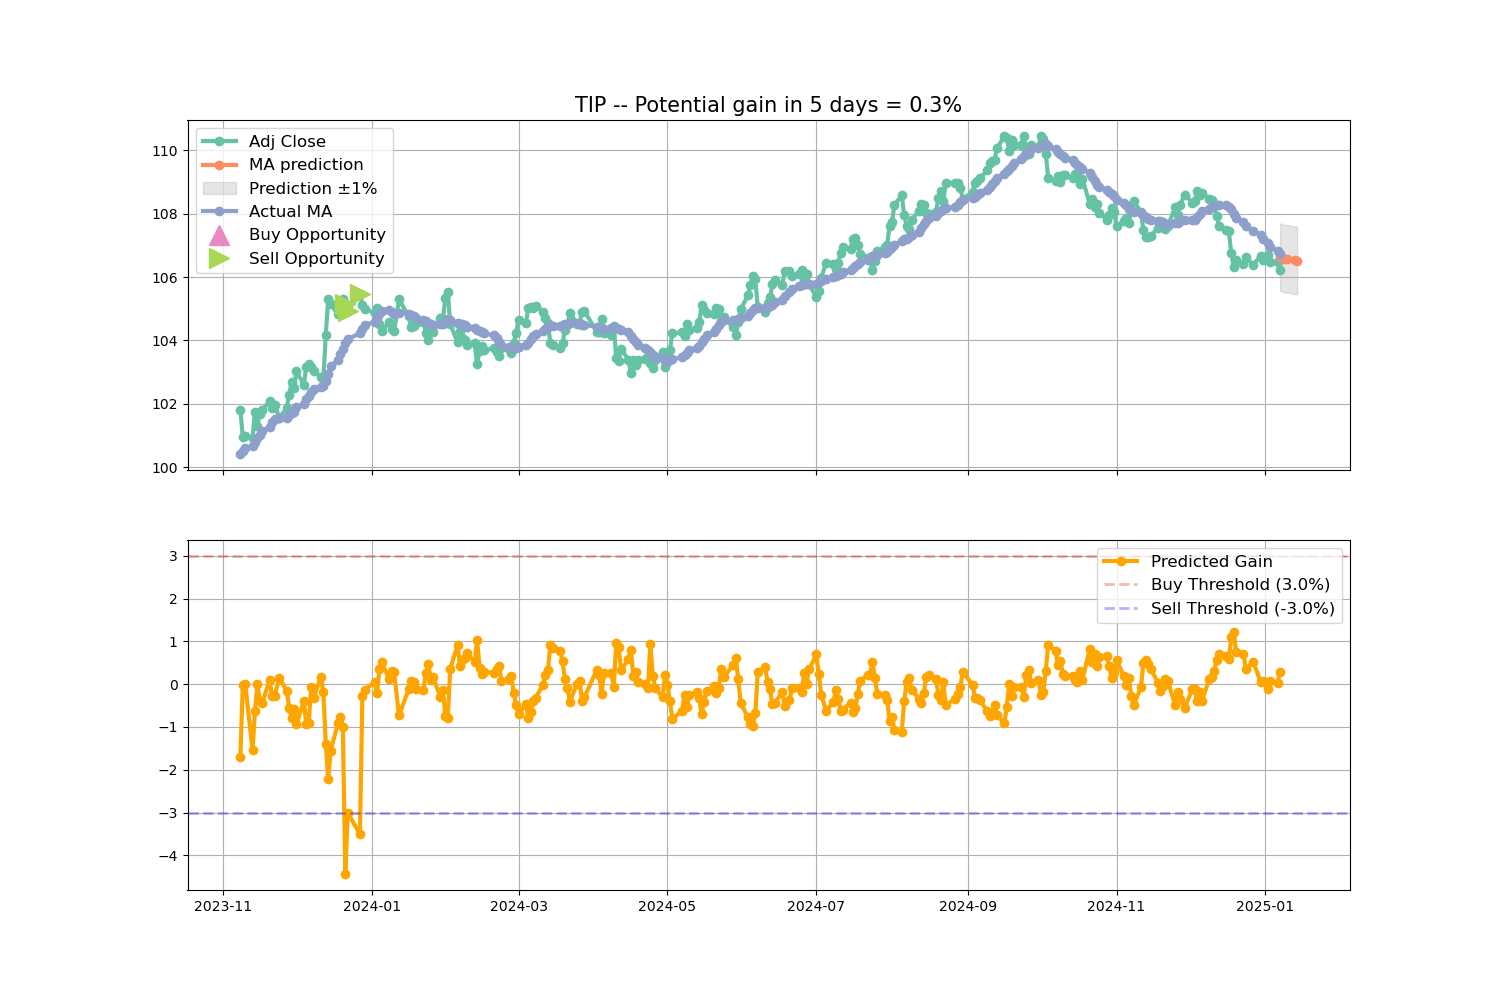 TIP -- Potential gain in 5 days = 0.3%
Adj Close
MA prediction
Prediction ±1%
Actual MA
Buy Opportunity
Sell Opportunity
110
108
106
104
102
100
Predicted Gain
Buy Threshold (3.0%)
Sell Threshold (-3.0%)
3
2
1
0
−1
−2
−3
−4
2023-11
2024-01
2024-03
2024-05
2024-07
2024-09
2024-11
2025-01